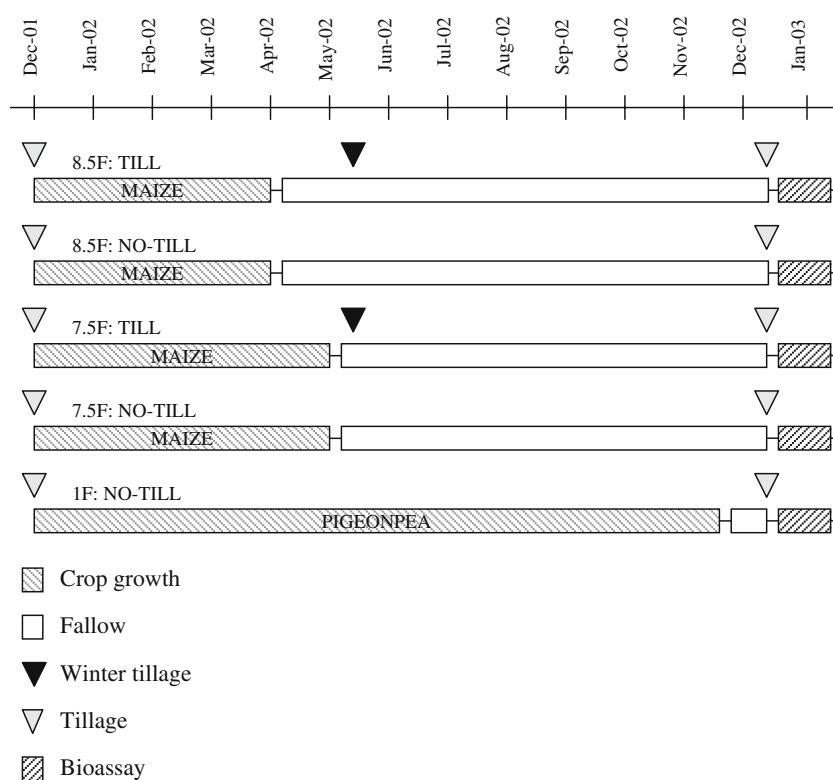 Dec-01
Jan-02
Feb-02
Mar-02
Apr-02
May-02
Jun-02
Jul-02
Aug-02
Sep-02
Oct-02
Nov-02
Dec-02
Jan-03
8.5F: TILL
MAIZE
8.5F: NO-TILL
MAIZE
7.5F: TILL
MAIZE
7.5F: NO-TILL
MAIZE
1F: NO-TILL
PIGEONPEA
Crop growth
Fallow
Winter tillage
Tillage
Bioassay